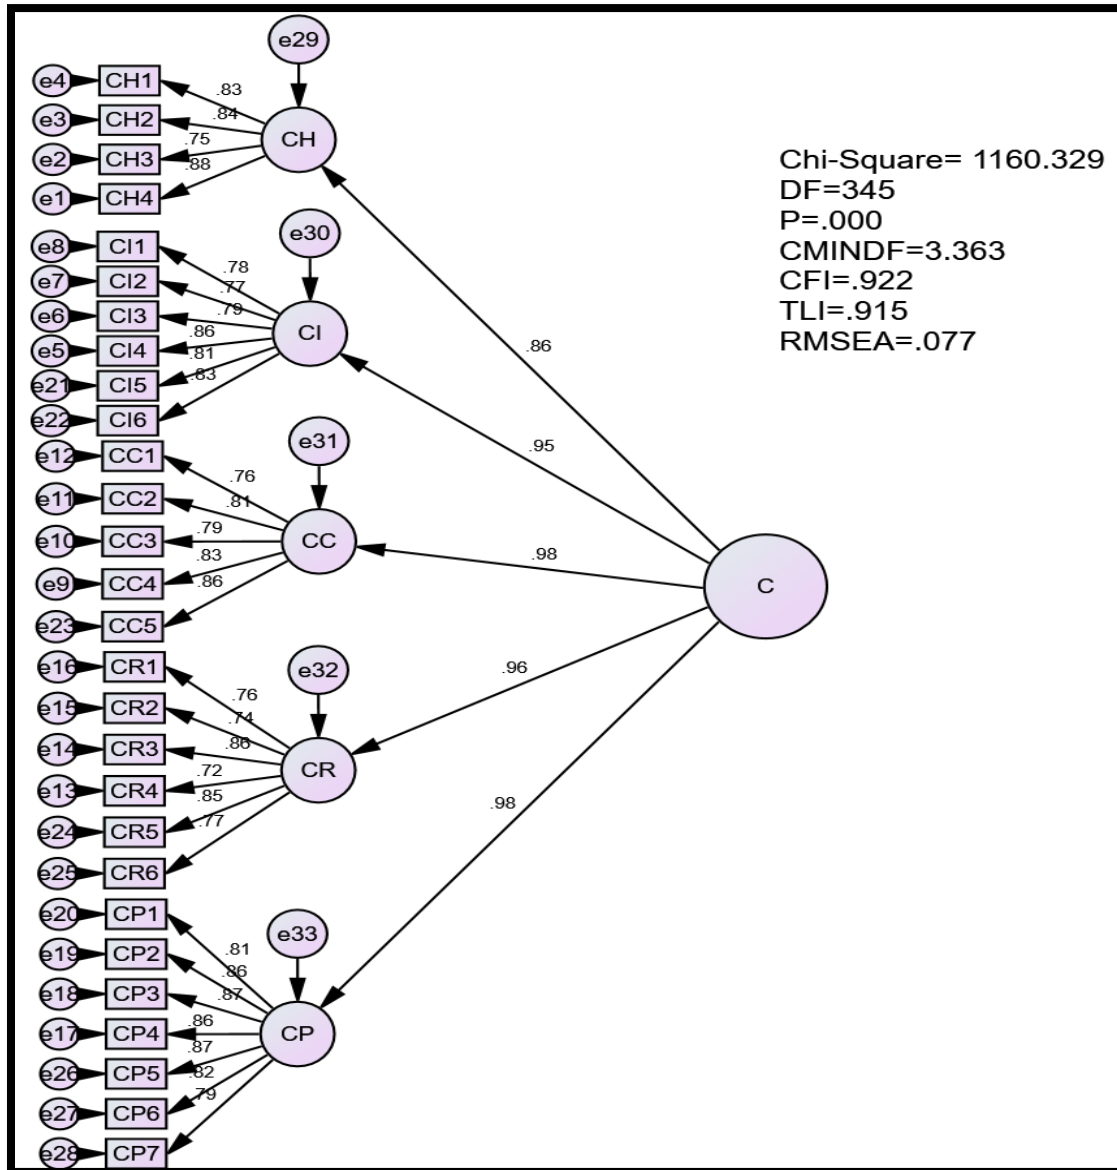 e29
e4 CH1
.83
e3 CH2
.84
CH
e2 CH3
.75
e1 CH4
.88
Chi-Square= 1160.329
DF=345
P=.000
CMINDF=3.363
CFI=.922
TLI=.915
RMSEA=.077
e30
e8 CI1
.78
e7 CI2
.77
e6 CI3
.79
CI
e5 CI4
.86
e21 CI5
.81
e22 CI6
.83
.86
.95
e31
e12 CC1
.76
e11 CC2
.81
e10 CC3
.79
CC
e9 CC4
.83
e23 CC5
.86
.98
C
e32
e16 CR1
.76
e15 CR2
.74
e14 CR3
.86
CR
e13 CR4
.72
e24 CR5
.85
e25 CR6
.77
.96
.98
e33
e20 CP1
.81
e19 CP2
.86
e18 CP3
.87
e17 CP4
.86
CP
e26 CP5
.87
e27 CP6
.82
e28 CP7
.79